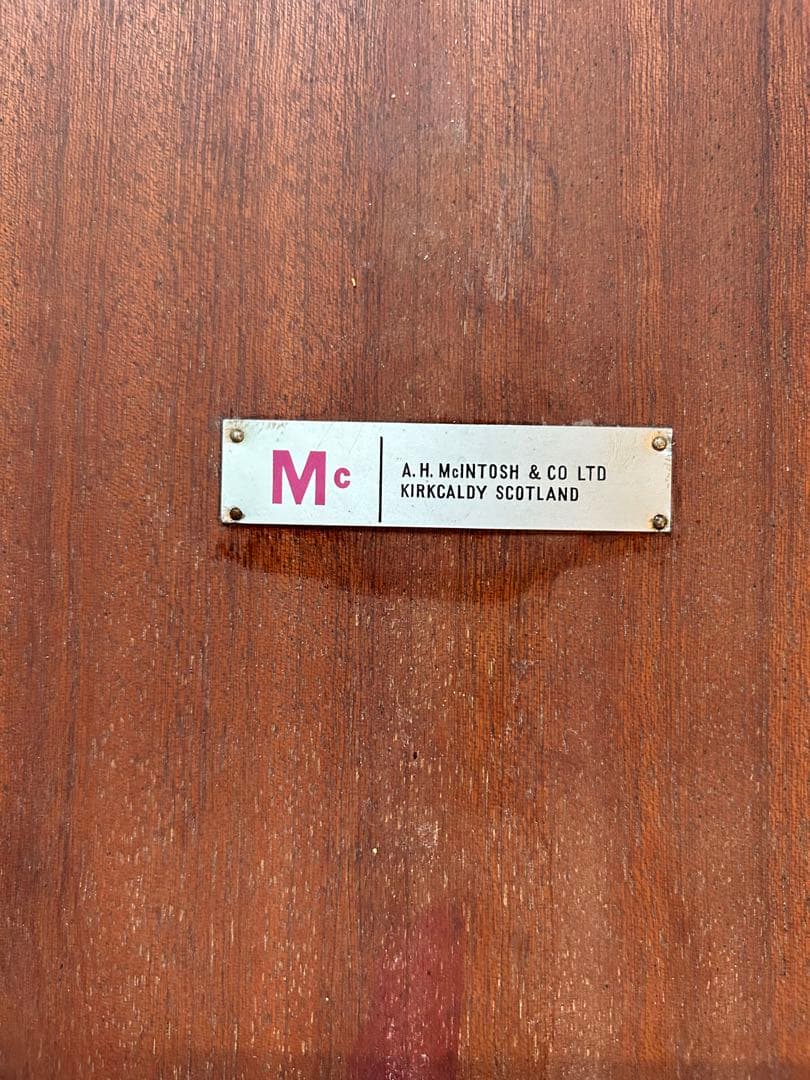 Mc
A.H. McINTOSH & CO LTD
KIRKCALDY SCOTLAND